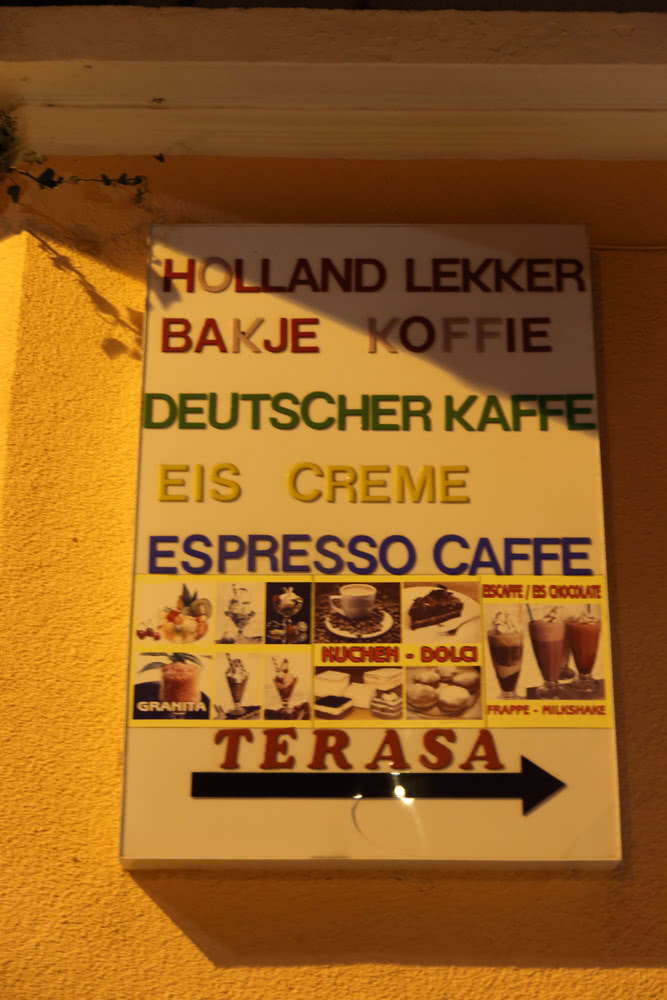 HOLLAND LEKKER
BAKJE KOFFIE
DEUTSCHER KAFFE
EIS CREME
ESPRESSO CAFFE
EISCAFFE / EIS CHOCOLATE
KUCHEN - DOLCI
GRANITA
FRAPPE - MILKSHAKE
TERASA